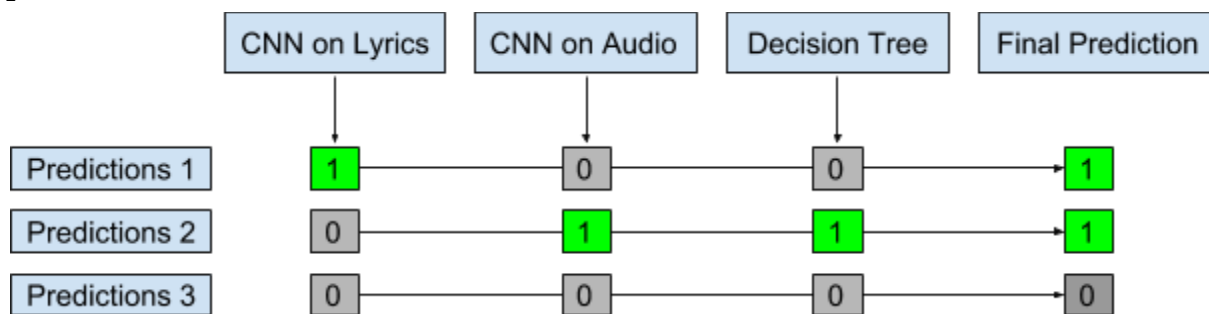 CNN on Lyrics CNN on Audio Decision Tree Final Prediction
Predictions 1 1 0 0 1
Predictions 2 0 1 1 1
Predictions 3 0 0 0 0